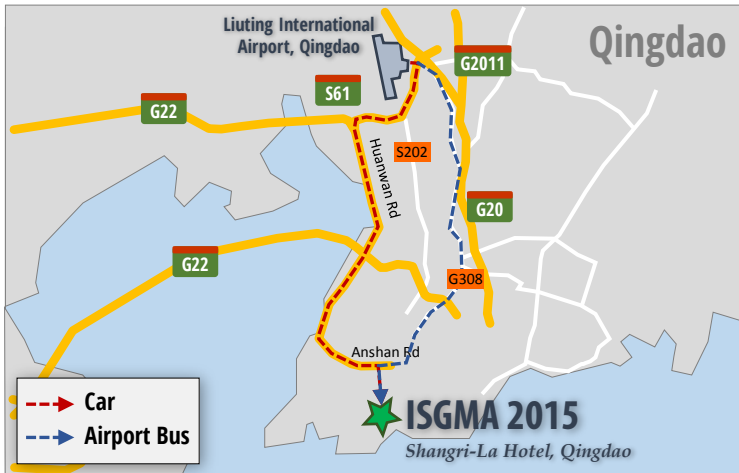 Liuting International
Airport, Qingdao
Qingdao
G2011
S61
G22
S202
Huanwan Rd
G20
G22
G308
Anshan Rd
Car
Airport Bus
ISGMA 2015
Shangri-La Hotel, Qingdao